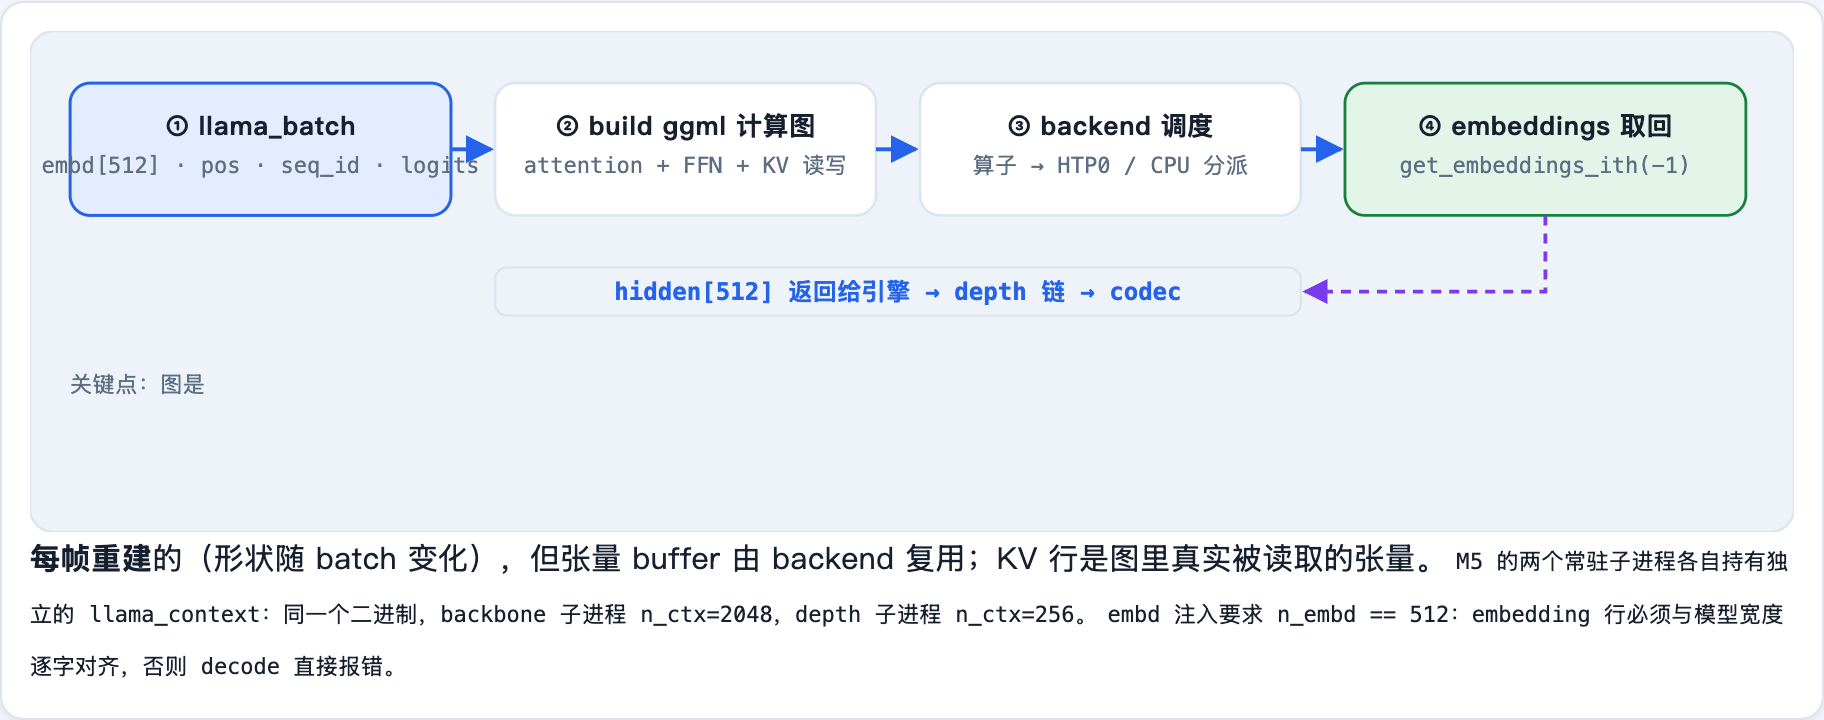 ① llama_batch
embd[512] · pos · seq_id · logits
② build ggml 计算图
attention + FFN + KV 读写
③ backend 调度
算子 → HTP0 / CPU 分派
④ embeddings 取回
get_embeddings_ith(−1)
hidden[512] 返回给引擎 → depth 链 → codec
关键点：图是
每帧重建的（形状随 batch 变化），但张量 buffer 由 backend 复用；KV 行是图里真实被读取的张量。 M5 的两个常驻子进程各自持有独
立的 llama_context：同一个二进制，backbone 子进程 n_ctx=2048，depth 子进程 n_ctx=256。 embd 注入要求 n_embd == 512：embedding 行必须与模型宽度
逐字对齐，否则 decode 直接报错。